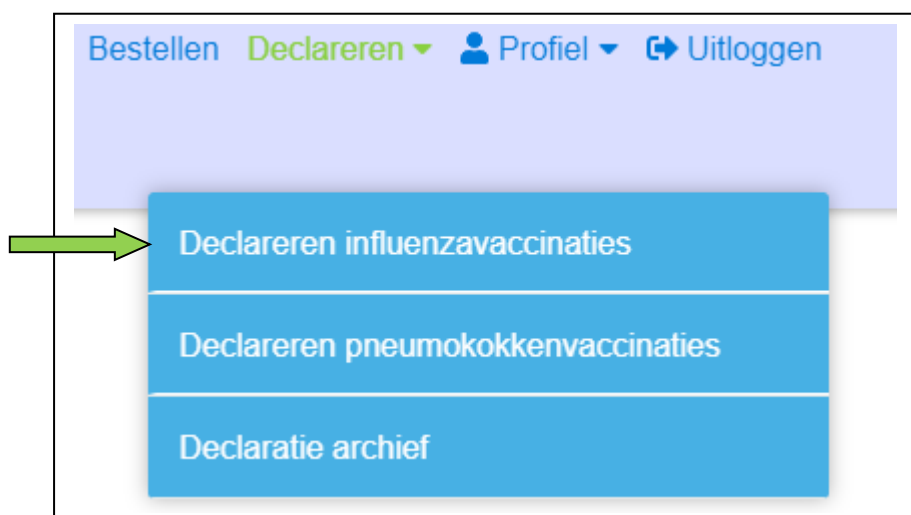 Bestellen Declareren Profiel Uitloggen
Declareren influenzavaccinaties
Declareren pneumokokkenvaccinaties
Declaratie archief